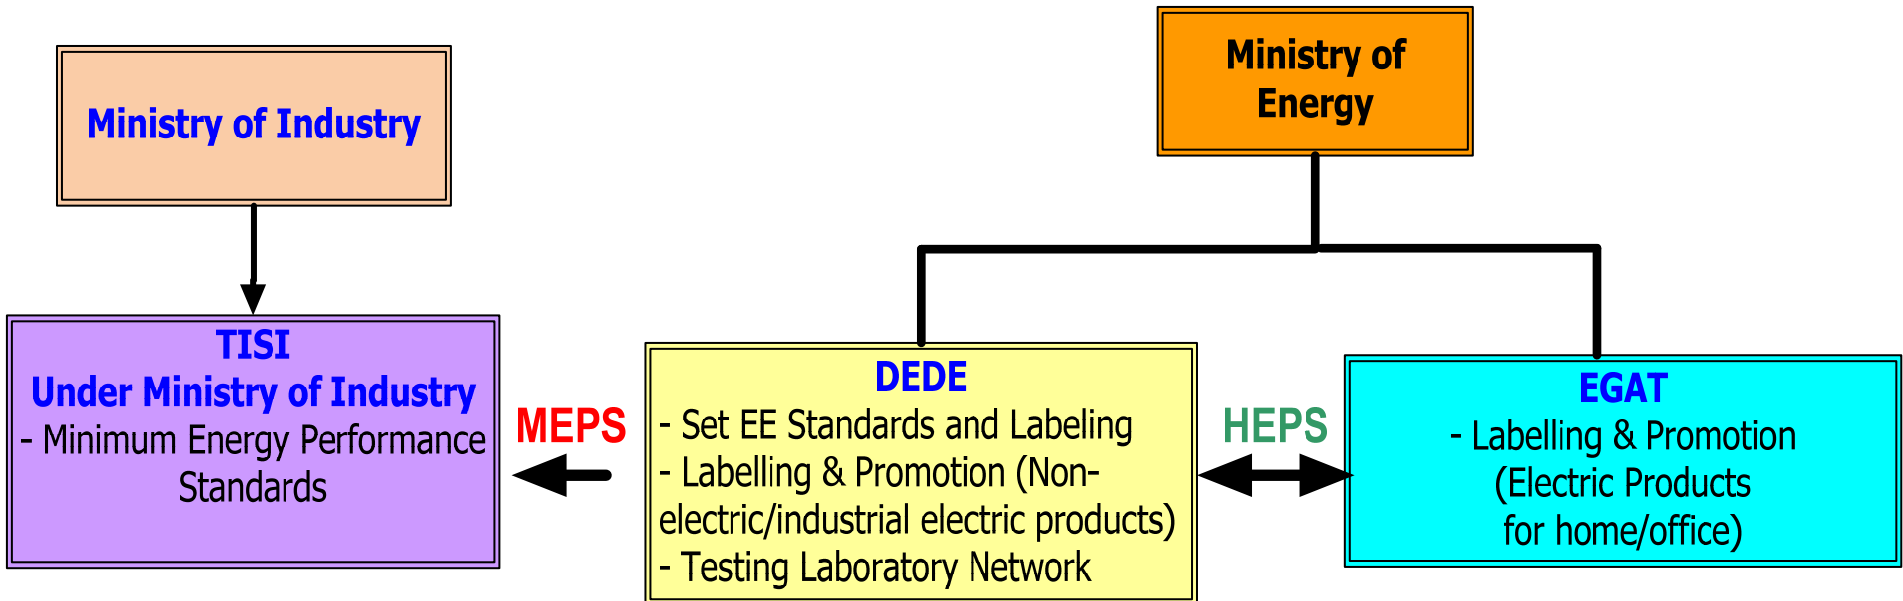 Ministry of Industry
Ministry of
Energy
TISI
Under Ministry of Industry
- Minimum Energy Performance
Standards
MEPS
DEDE
- Set EE Standards and Labeling
- Labelling & Promotion (Non-
electric/industrial electric products)
- Testing Laboratory Network
HEPS
EGAT
- Labelling & Promotion
(Electric Products
for home/office)